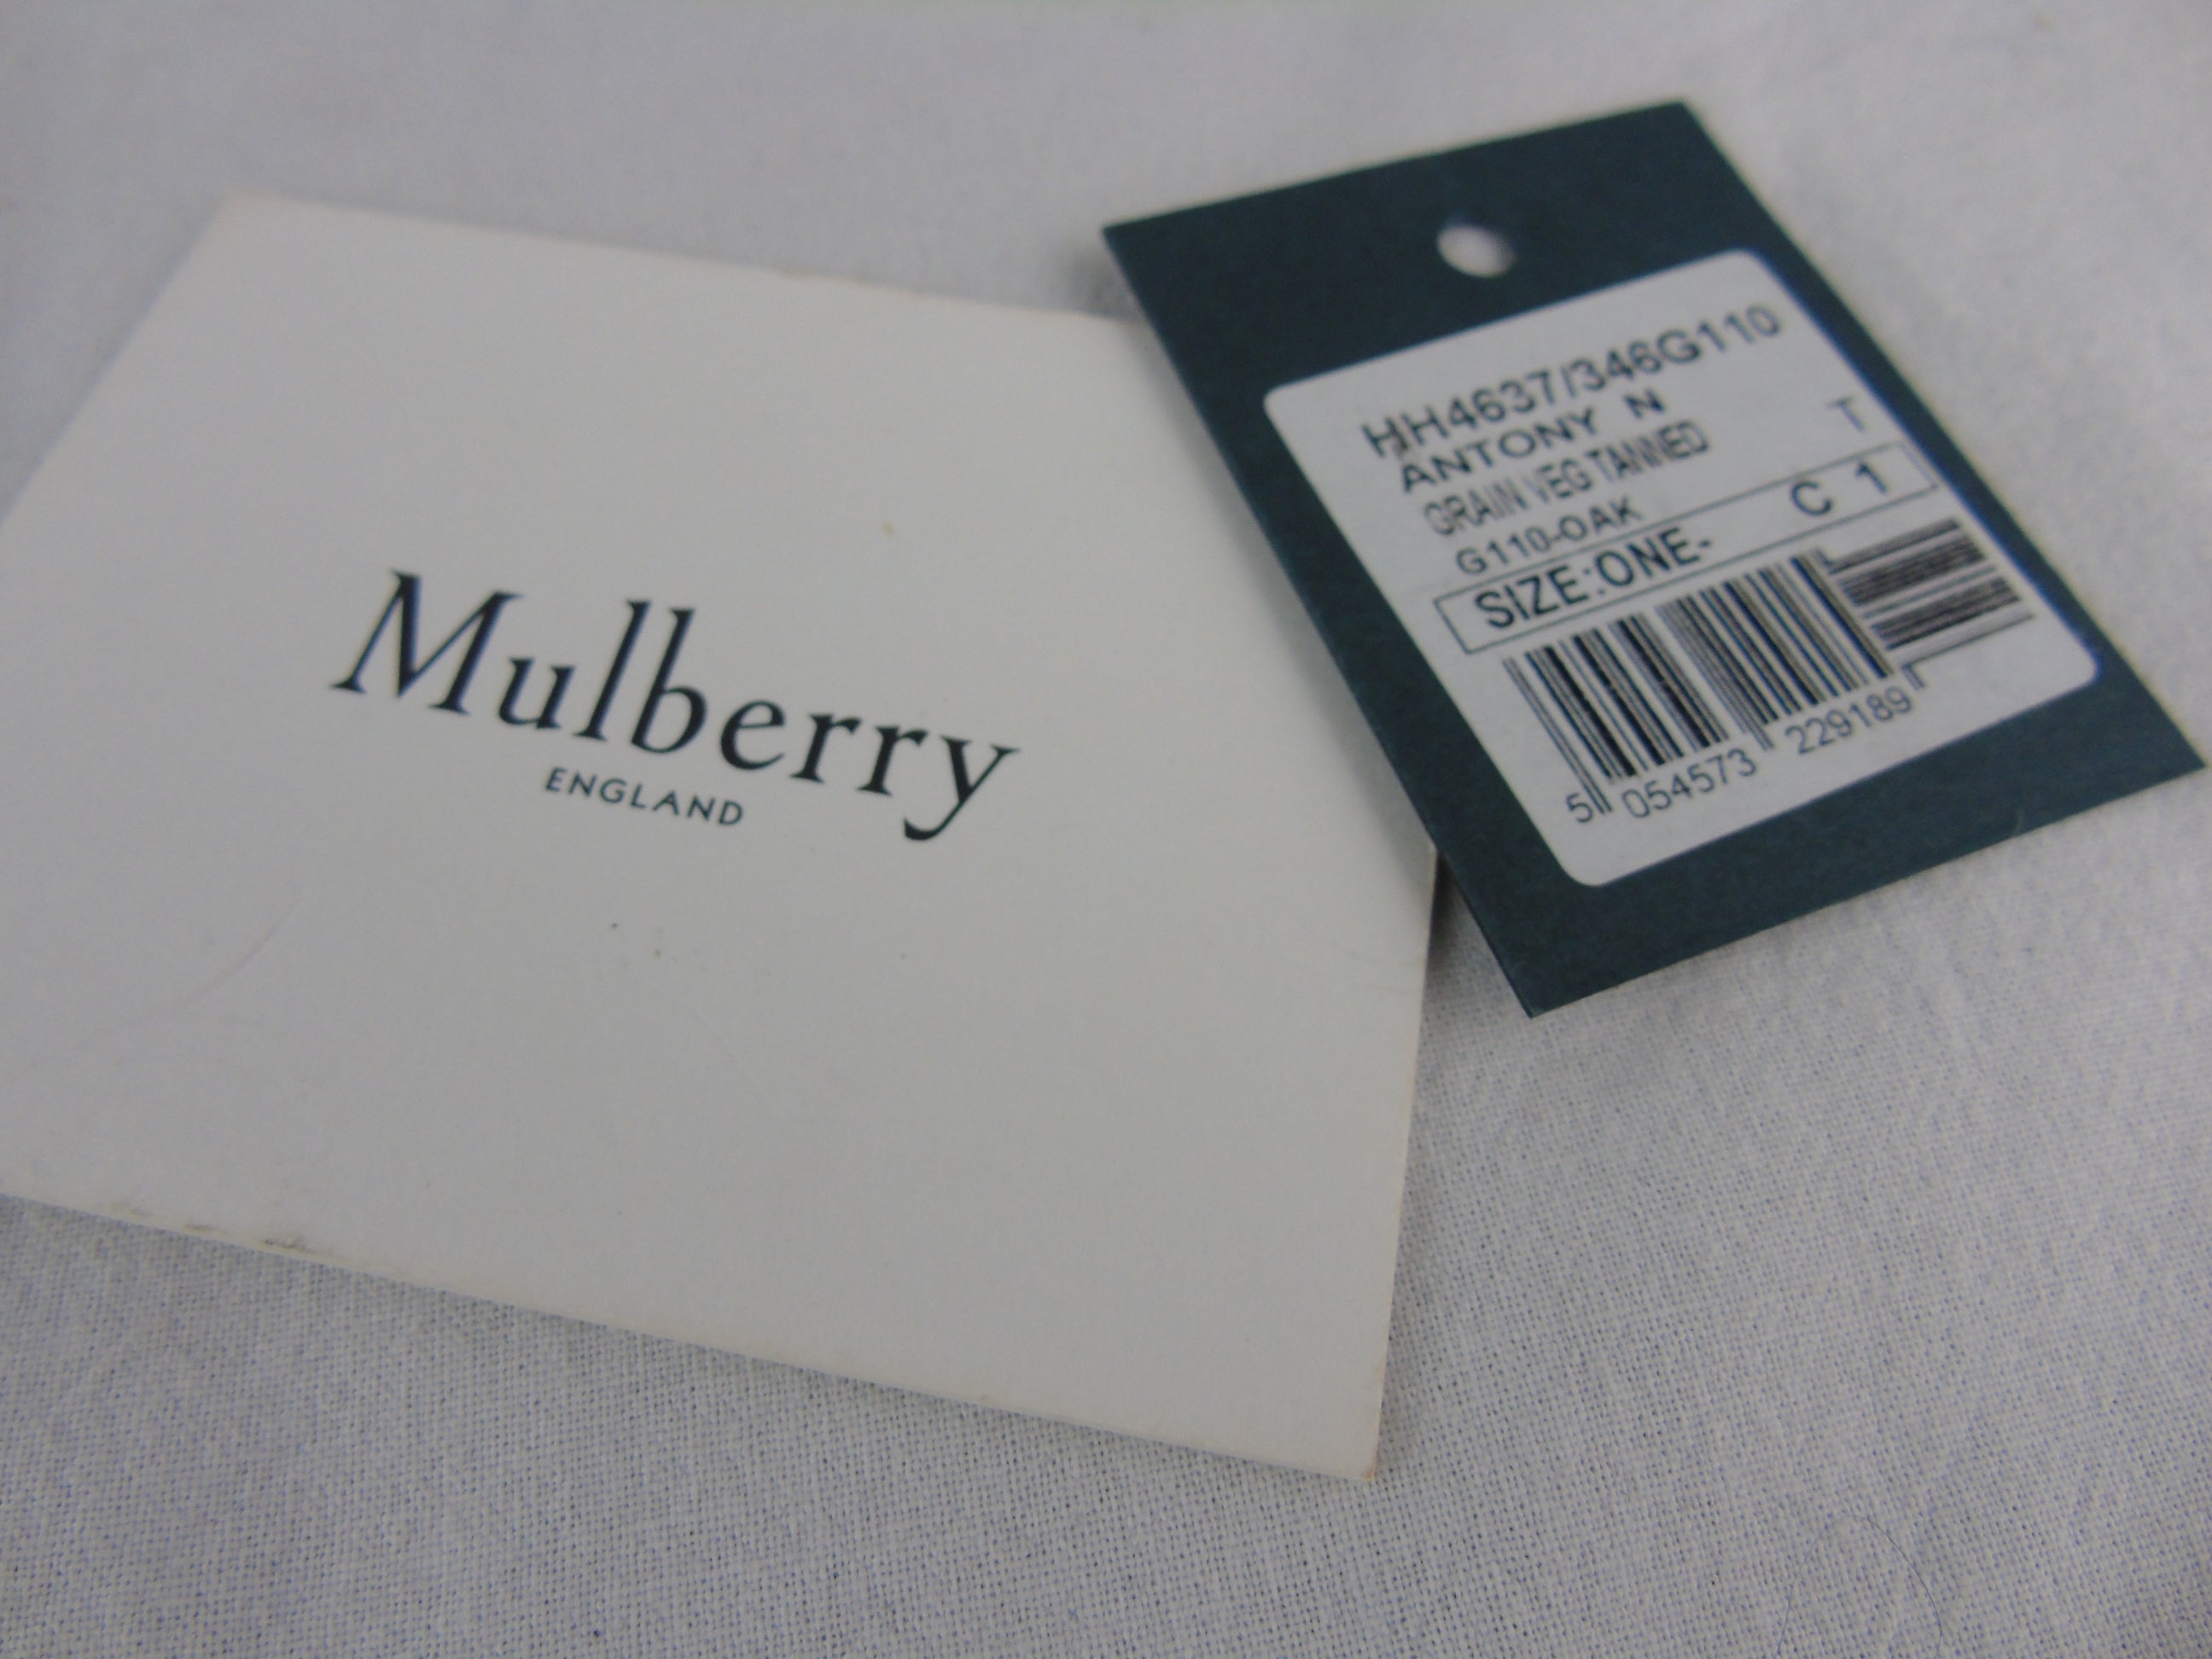 Mulberry
ENGLAND
HH4637/346G110
ANTONY N
GRAIN VEG TANNED T
G110-OAK
SIZE:ONE- C 1
5 054573 229189